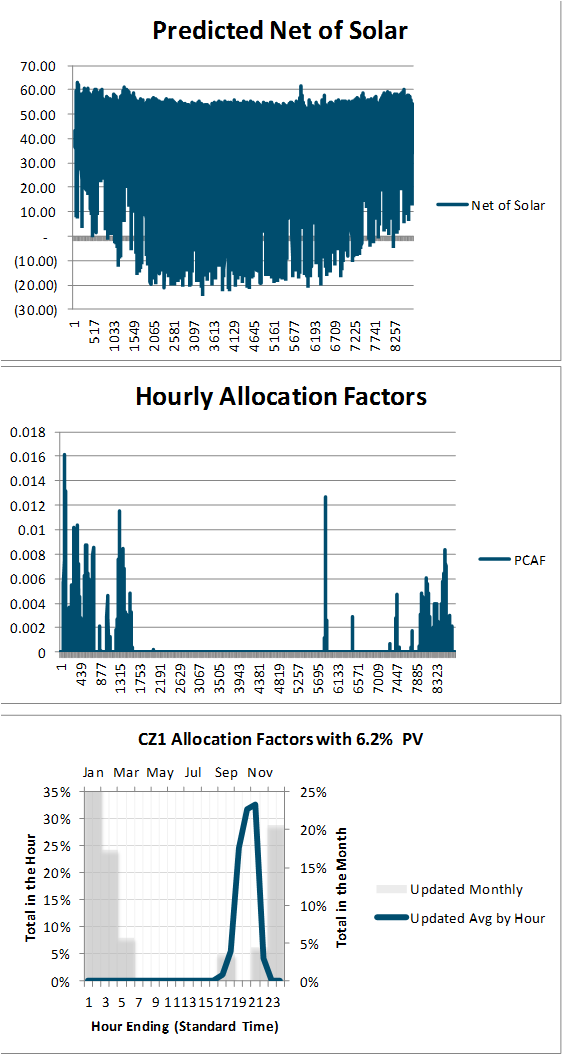 Predicted Net of Solar
70.00
60.00
50.00
40.00
30.00
20.00
10.00
-
(10.00)
(20.00)
(30.00)
Net of Solar
1 517 1033 1549 2065 2581 3097 3613 4129 4645 5161 5677 6193 6709 7225 7741 8257
Hourly Allocation Factors
0.018
0.016
0.014
0.012
0.01
0.008
0.006
0.004
0.002
0
PCAF
1 439 877 1315 1753 2191 2629 3067 3505 3943 4381 4819 5257 5695 6133 6571 7009 7447 7885 8323
CZ1 Allocation Factors with 6.2% PV
Jan Mar May Jul Sep Nov
35%
30%
25%
20%
15%
10%
5%
0%
Total in the Hour
25%
20%
15%
10%
5%
0%
Total in the Month
Updated Monthly
Updated Avg by Hour
1 3 5 7 9 11 13 15 17 19 21 23
Hour Ending (Standard Time)